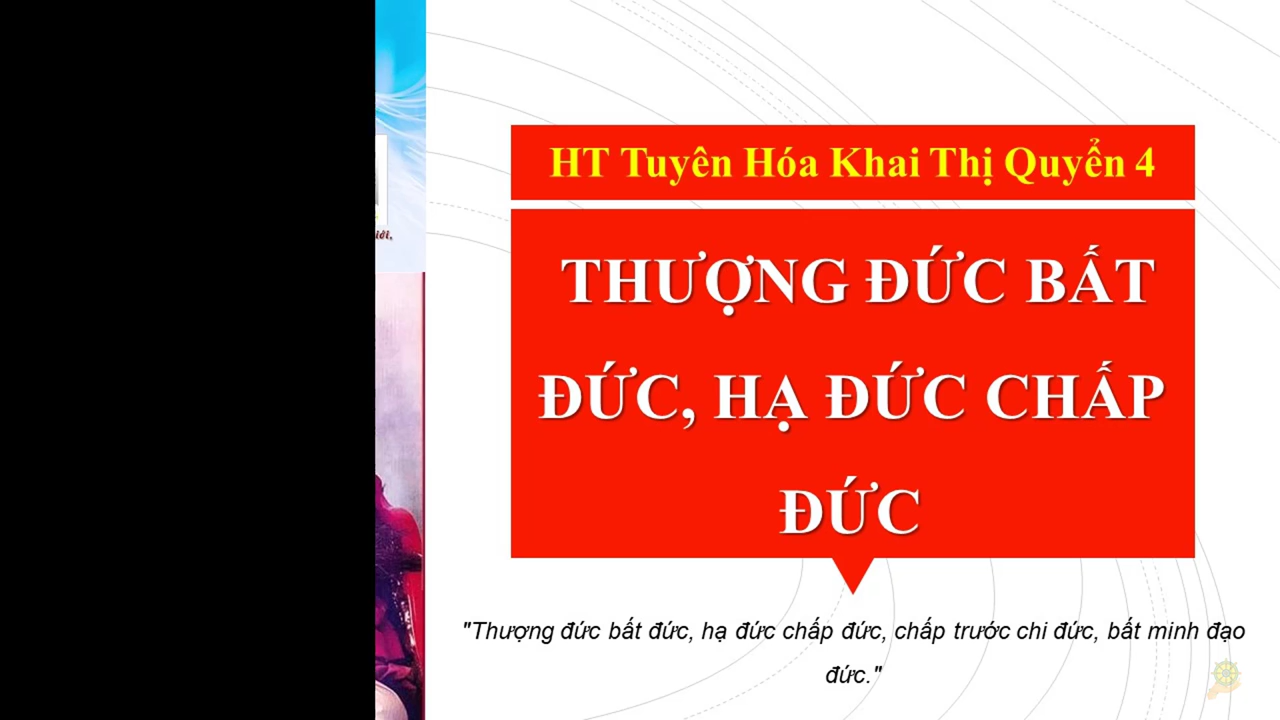 HT Tuyên Hóa Khai Thị Quyển 4
THƯỢNG ĐỨC BẤT
ĐỨC, HẠ ĐỨC CHẤP
ĐỨC
"Thượng đức bất đức, hạ đức chấp đức, chấp trước chi đức, bất minh đạo
đức."